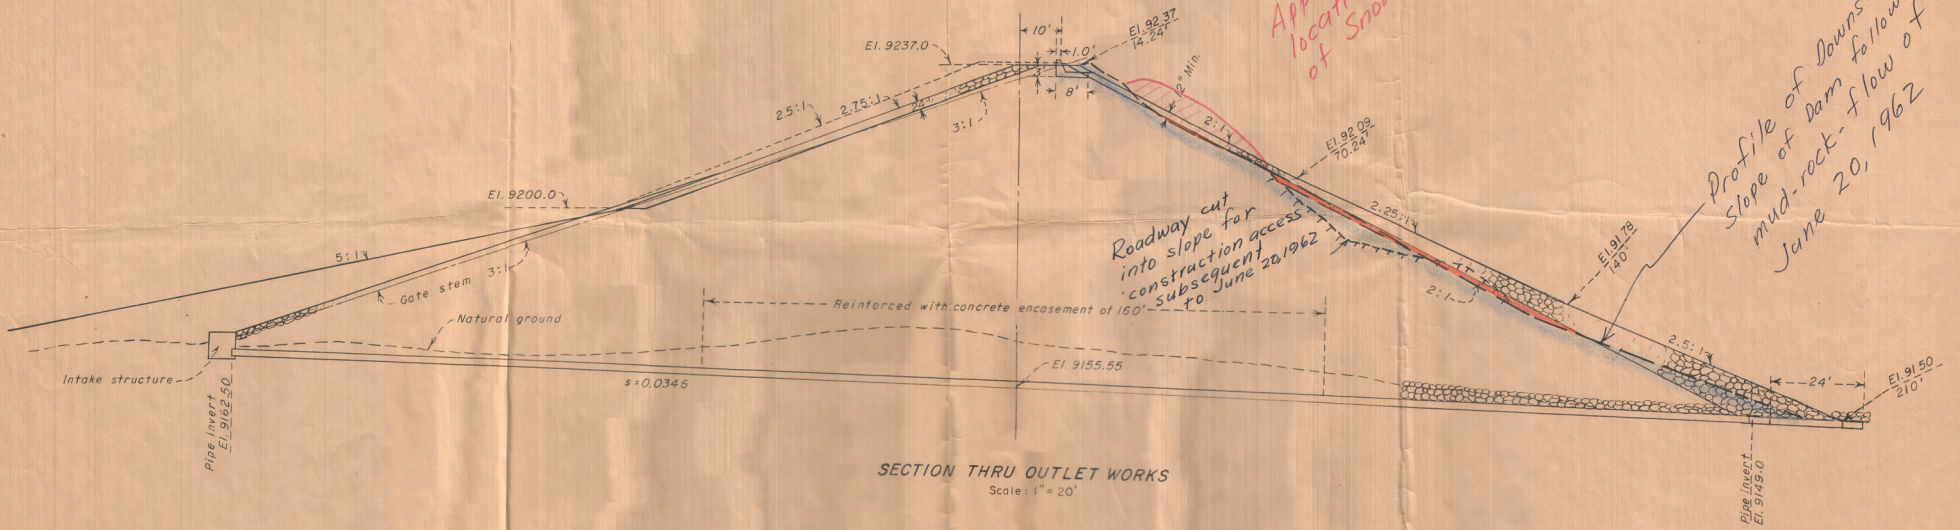 App
locati
of Snow
Profile of Downs
Slope of Dam follow
mud-rock-flow of
June 20, 1962
10'
El. 92 37
14.24'
El. 9237.0
1.0'
3'
8'
2" Min.
2.5:1
2.75:1
24"
3:1
2:1
El. 92 09
70.24'
El. 9200.0
2.25:1
Roadway cut
into slope for
construction access
subsequent
to June 20, 1962
El. 91 78
140'
5:1
3:1
Gate stem
2:1
Reinforced with concrete encasement of 160'
Natural ground
2.5:1
24'
El. 91 50
210'
El. 9155.55
Intake structure
s=0.0346
Pipe invert
El. 9162.50
Pipe invert
El. 9149.0
SECTION THRU OUTLET WORKS
Scale: 1" = 20'